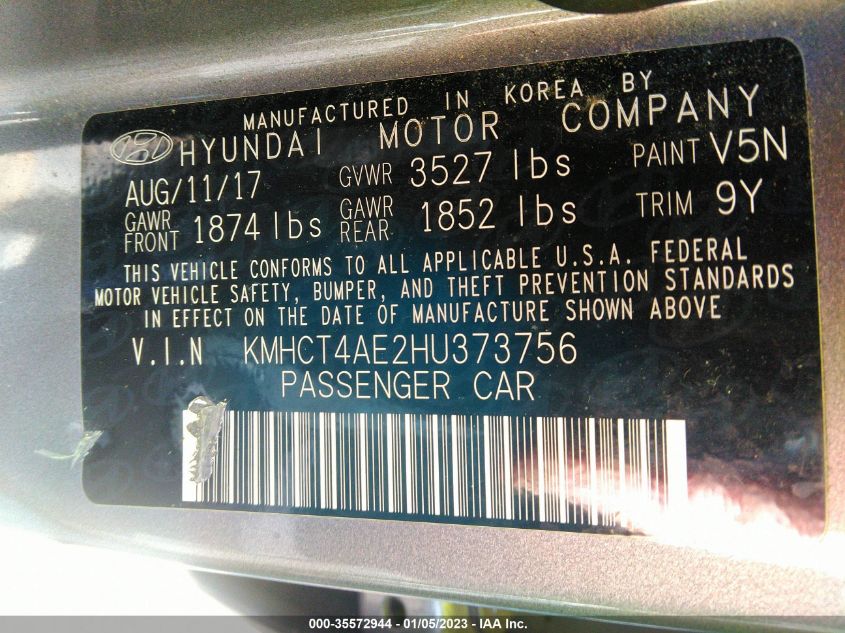 MANUFACTURED IN KOREA BY
HYUNDAI MOTOR COMPANY
AUG/11/17 GVWR 3527 lbs PAINT V5N
GAWR FRONT 1874 lbs GAWR REAR 1852 lbs TRIM 9Y
THIS VEHICLE CONFORMS TO ALL APPLICABLE U.S.A. FEDERAL
MOTOR VEHICLE SAFETY, BUMPER, AND THEFT PREVENTION STANDARDS
IN EFFECT ON THE DATE OF MANUFACTURE SHOWN ABOVE
V.I.N KMHCT4AE2HU373756
PASSENGER CAR
000-35572944 - 01/05/2023 - IAA Inc.